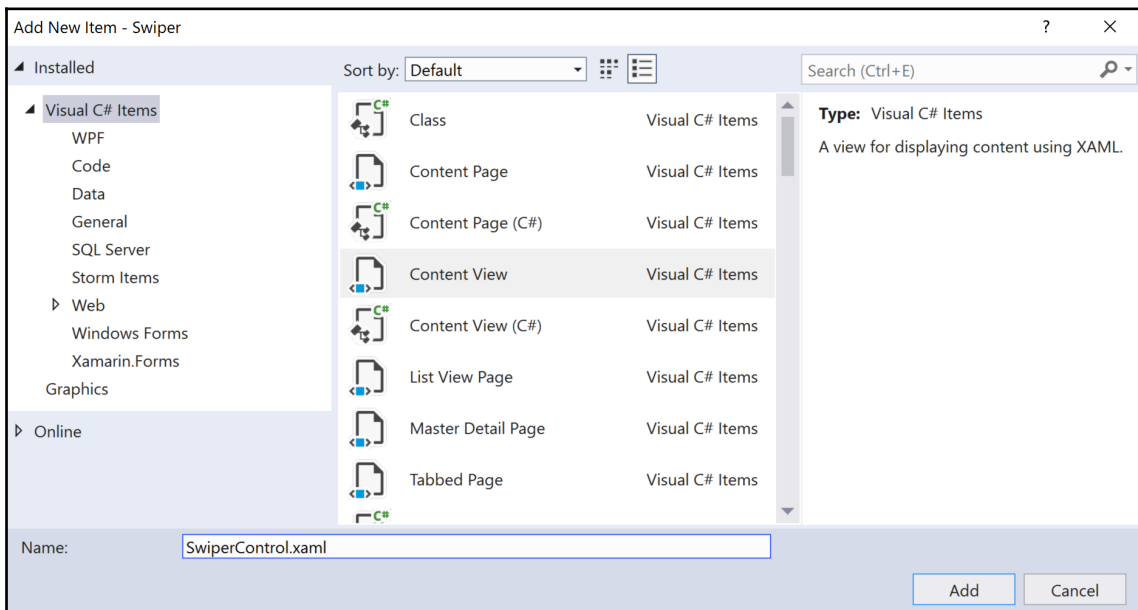 Add New Item - Swiper
?
Installed
Sort by: Default
Search (Ctrl+E)
Visual C# Items
WPF
Code
Data
General
SQL Server
Storm Items
Web
Windows Forms
Xamarin.Forms
Graphics
Online
C# Class Visual C# Items
Content Page Visual C# Items
C# Content Page (C#) Visual C# Items
Content View Visual C# Items
C# Content View (C#) Visual C# Items
List View Page Visual C# Items
Master Detail Page Visual C# Items
Tabbed Page Visual C# Items
C#
Type: Visual C# Items
A view for displaying content using XAML.
Name: SwiperControl.xaml
Add Cancel